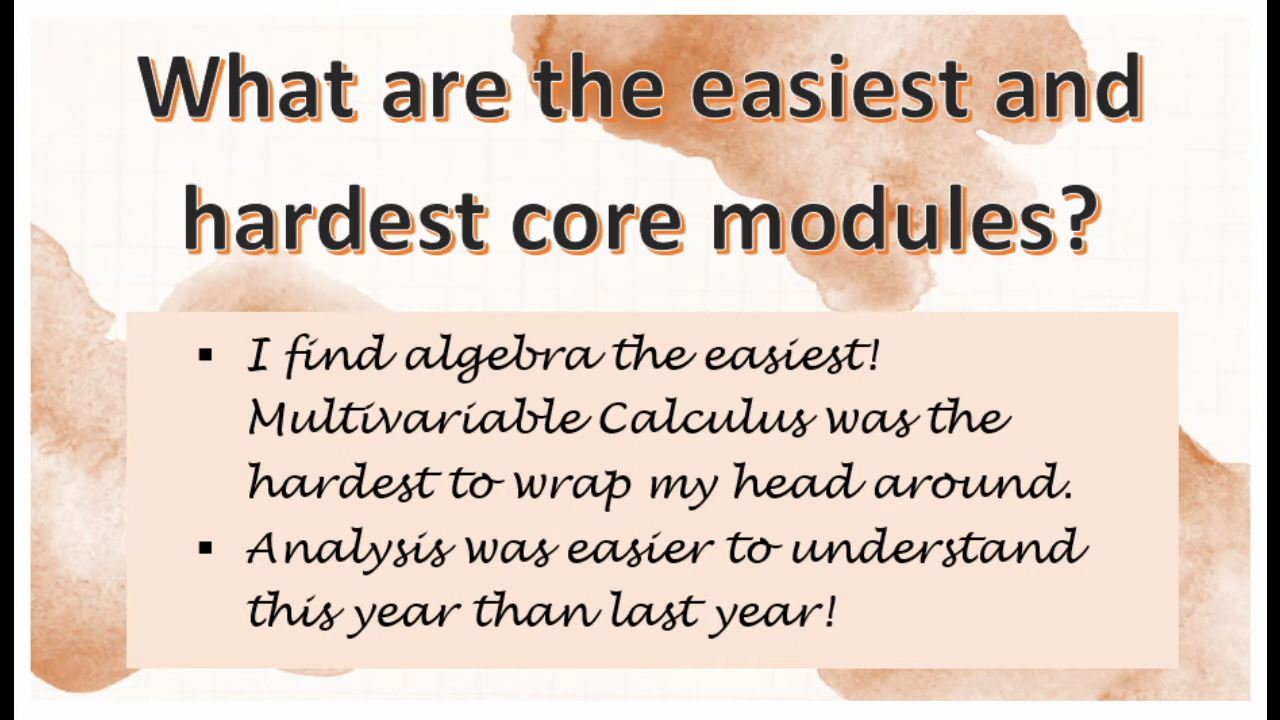 What are the easiest and
hardest core modules?
▪ I find algebra the easiest!
Multivariable Calculus was the
hardest to wrap my head around.
▪ Analysis was easier to understand
this year than last year!